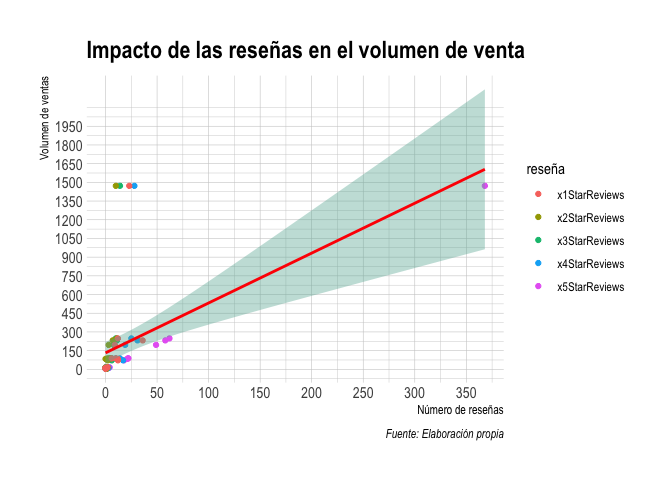 Impacto de las reseñas en el volumen de venta
Volumen de ventas
1950
1800
1650
1500
1350
1200
1050
900
750
600
450
300
150
0
0 50 100 150 200 250 300 350
Número de reseñas
reseña
x1StarReviews
x2StarReviews
x3StarReviews
x4StarReviews
x5StarReviews
Fuente: Elaboración propia